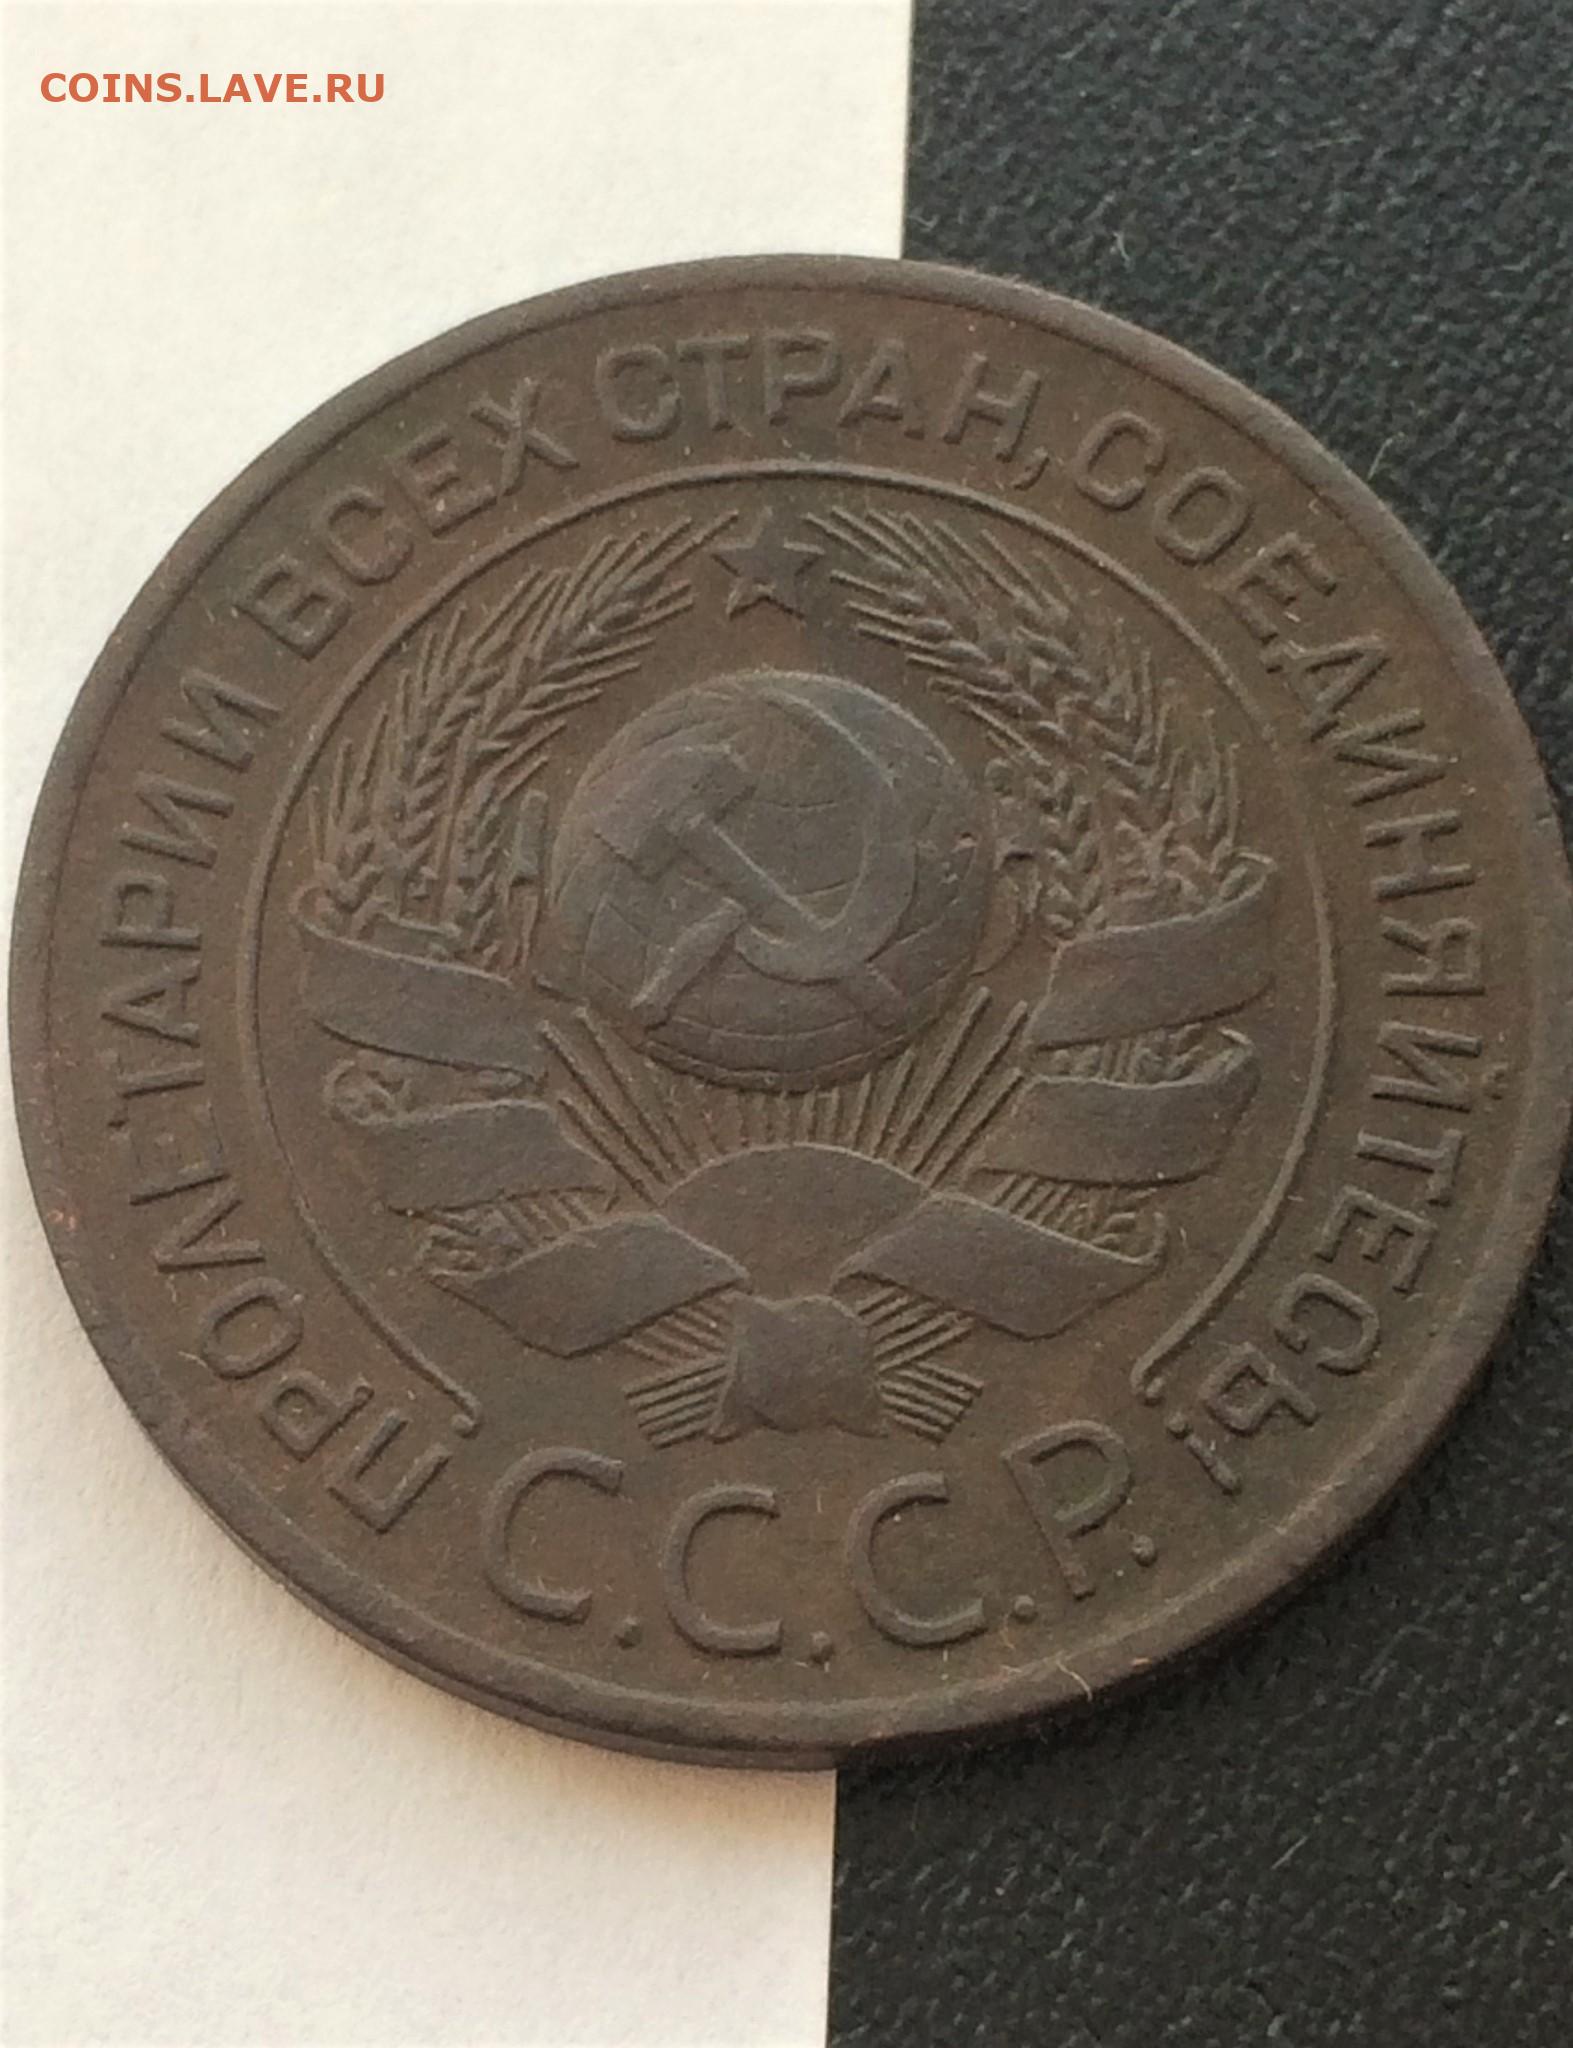 COINS.LAVE.RU
ПРОЛЕТАРИИ ВСЕХ СТРАН, СОЕДИНЯЙТЕСЬ!
С.С.С.Р.